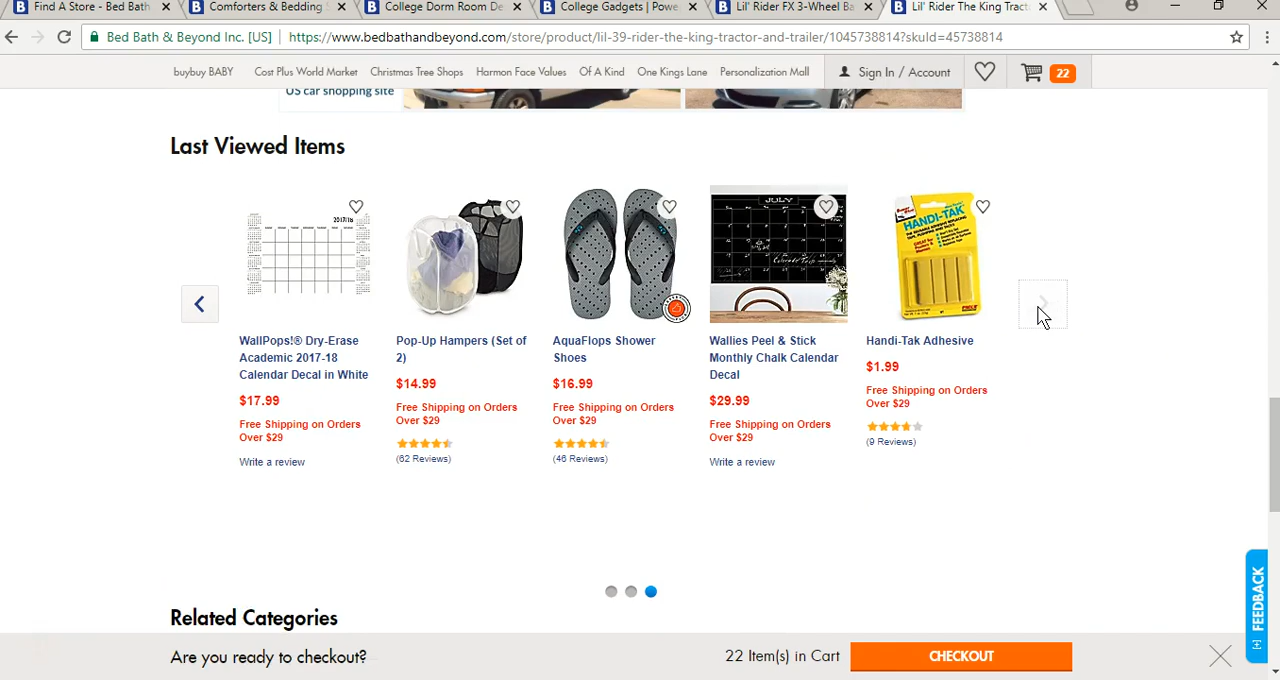 Find A Store - Bed Bath
Comforters & Bedding
College Dorm Room De
College Gadgets | Powe
Lil' Rider FX 3-Wheel Ba
Lil' Rider The King Tract
Bed Bath & Beyond Inc. [US]
https://www.bedbathandbeyond.com/store/product/lil-39-rider-the-king-tractor-and-trailer/1045738814?skuId=45738814
buybuy BABY
Cost Plus World Market
Christmas Tree Shops
Harmon Face Values
Of A Kind
One Kings Lane
Personalization Mall
Sign In / Account
22
US car shopping site
Last Viewed Items
2017/18
JULY
HANDI-TAK
WallPops!® Dry-Erase
Academic 2017-18
Calendar Decal in White
$17.99
Free Shipping on Orders
Over $29
Write a review
Pop-Up Hampers (Set of
2)
$14.99
Free Shipping on Orders
Over $29
(62 Reviews)
AquaFlops Shower
Shoes
$16.99
Free Shipping on Orders
Over $29
(46 Reviews)
Wallies Peel & Stick
Monthly Chalk Calendar
Decal
$29.99
Free Shipping on Orders
Over $29
Write a review
Handi-Tak Adhesive
$1.99
Free Shipping on Orders
Over $29
(9 Reviews)
Related Categories
Are you ready to checkout?
22 Item(s) in Cart
CHECKOUT
[+] FEEDBACK